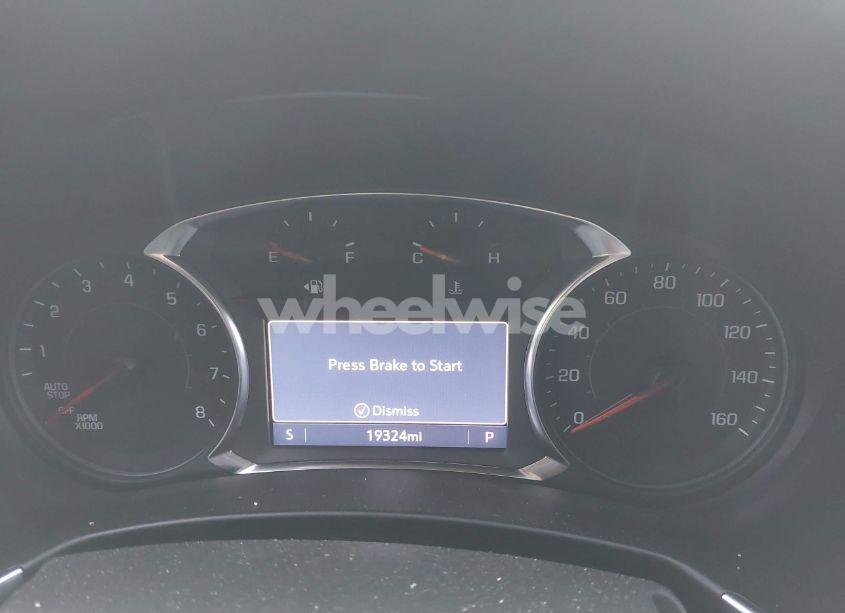 E F C H
wheelwise
1 2 3 4 5 6 7 8
AUTO
STOP
OFF
RPM
X1000
0 20 40 60 80 100 120 140 160
Press Brake to Start
Dismiss
S 19324mi P